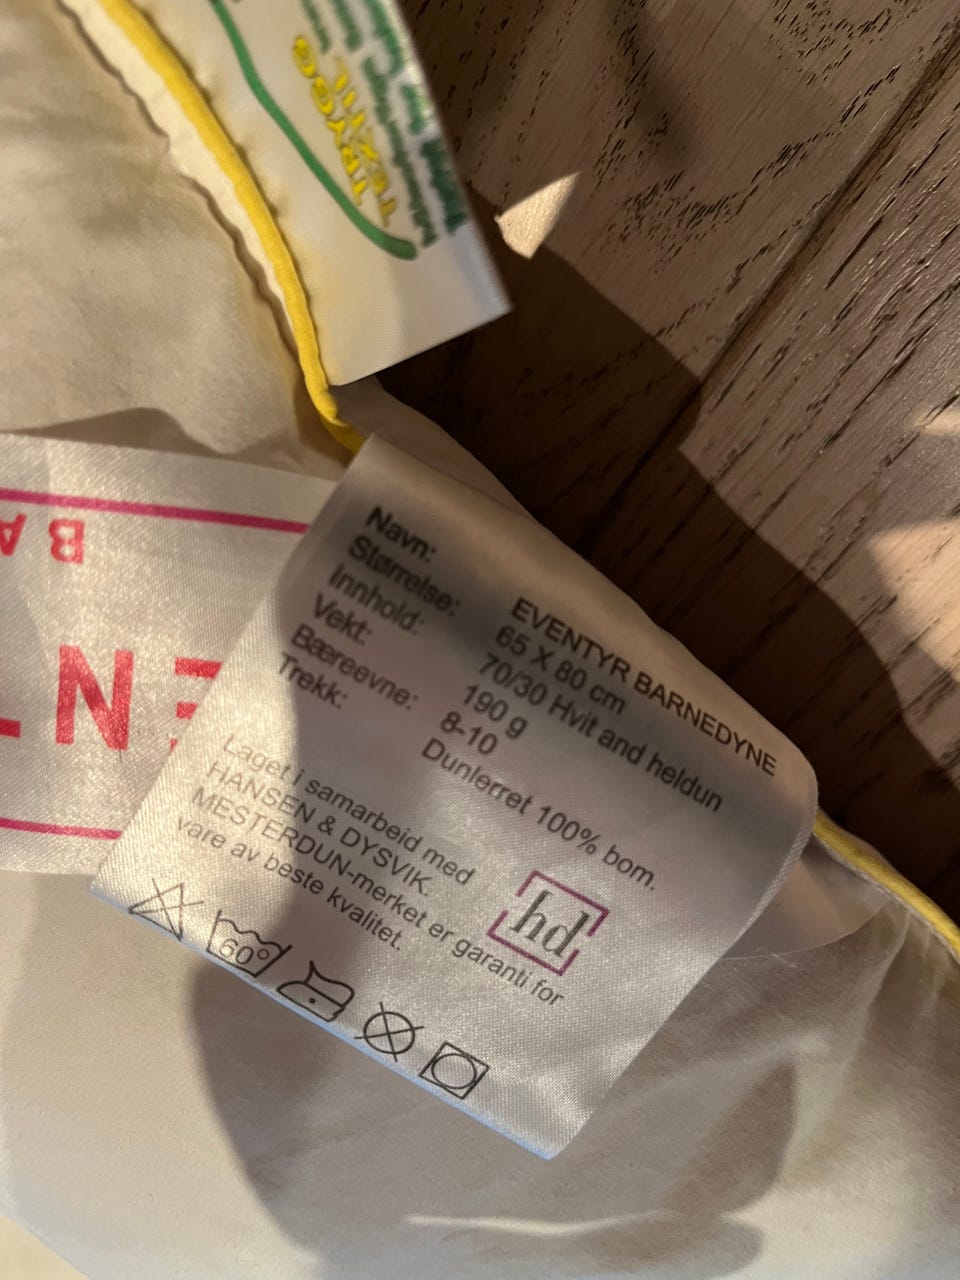 TRYGG
TEKSTIL
BA
EN
Navn: EVENTYR BARNEDYNE
Størrelse: 65 X 80 cm
Innhold: 70/30 Hvit and heldun
Vekt: 190 g
Bæreevne: 8-10
Trekk: Dunlerret 100% bom.
Laget i samarbeid med
HANSEN & DYSVIK.
MESTERDUN-merket er garanti for
vare av beste kvalitet.
hd
60°